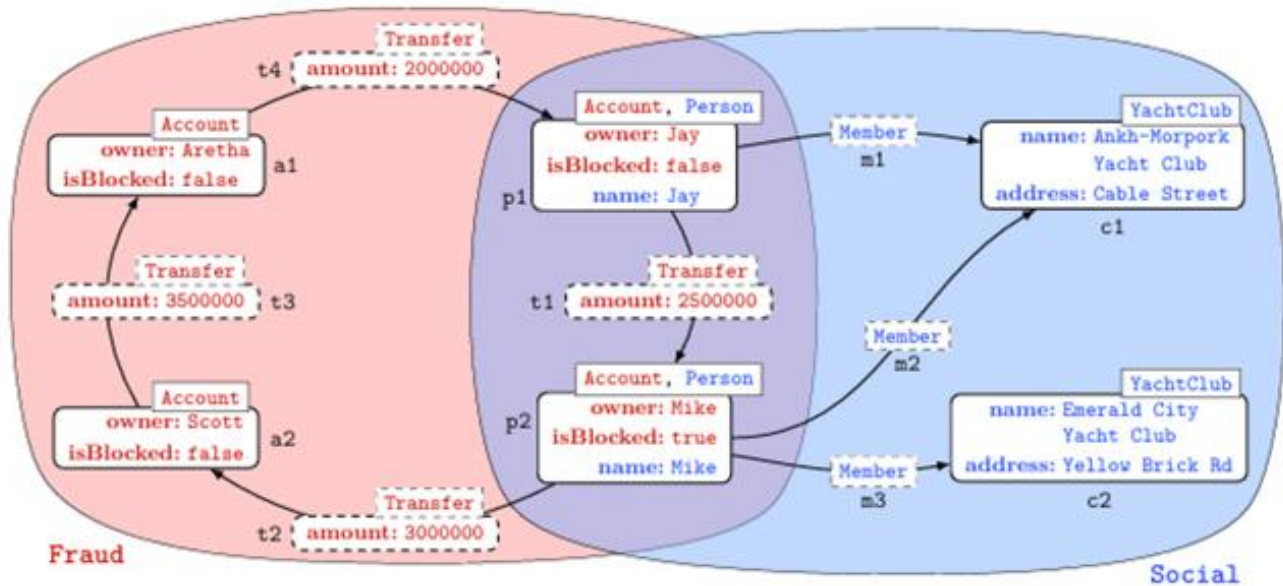 Transfer
t4 amount: 2000000
Account, Person
owner: Jay
isBlocked: false
name: Jay
p1
Account
owner: Aretha
isBlocked: false
a1
Member
m1
YachtClub
name: Ankh-Morpork
Yacht Club
address: Cable Street
c1
Transfer
amount: 3500000 t3
Transfer
t1 amount: 2500000
Member
m2
Account
owner: Scott
isBlocked: false
a2
Account, Person
p2 owner: Mike
isBlocked: true
name: Mike
YachtClub
name: Emerald City
Yacht Club
address: Yellow Brick Rd
c2
Member
m3
Transfer
t2 amount: 3000000
Fraud
Social